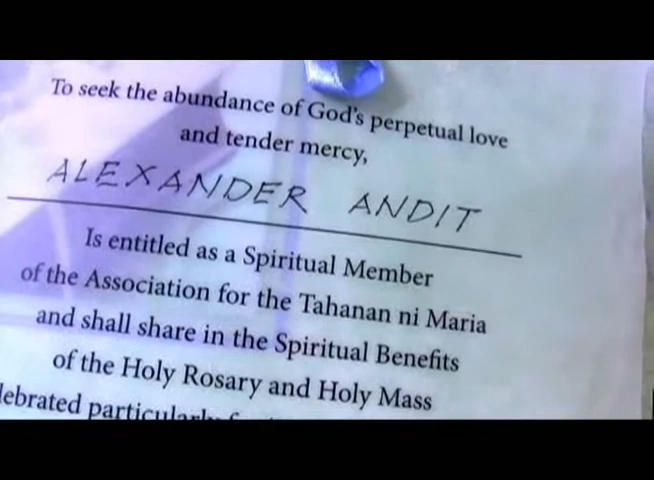 To seek the abundance of God's perpetual love
and tender mercy,
ALEXANDER ANDIT
Is entitled as a Spiritual Member
of the Association for the Tahanan ni Maria
and shall share in the Spiritual Benefits
of the Holy Rosary and Holy Mass
particularly